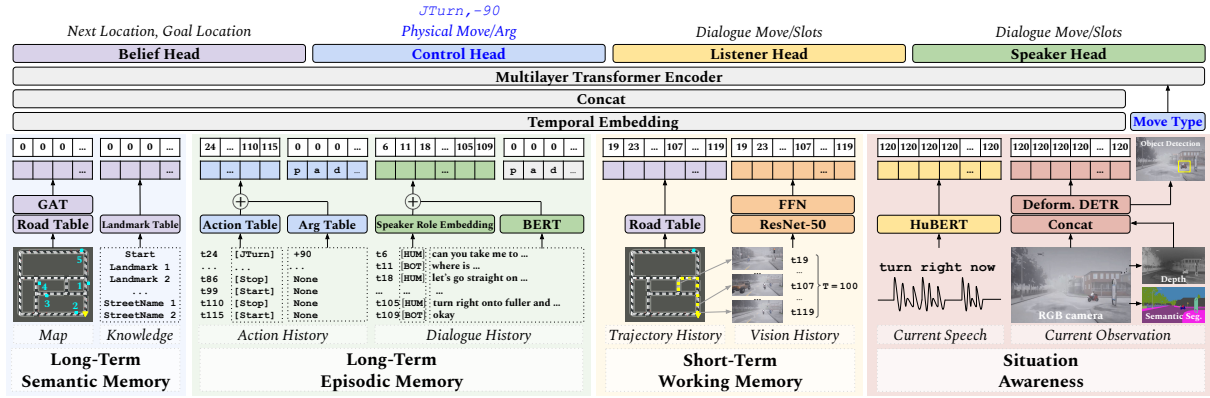 JTurn,-90
Next Location, Goal Location
Physical Move/Arg
Dialogue Move/Slots
Dialogue Move/Slots
Belief Head
Control Head
Listener Head
Speaker Head
Multilayer Transformer Encoder
Concat
Temporal Embedding
Move Type
0 0 0 ...
0 0 0 ...
24 ... 110 115
0 0 0 ...
6 11 18 ... 105 109
0 0 0 ...
19 23 ... 107 ... 119
19 23 ... 107 ... 119
120 120 120 120 ... 120
120 120 120 120 ... 120
Object Detection
...
...
... ...
p a d ...
...
p a d ...
...
...
...
...
GAT
Road Table
Landmark Table
Action Table
Arg Table
Speaker Role Embedding
BERT
Road Table
FFN
ResNet-50
HuBERT
Deform. DETR
Concat
5
4
1
3
2
Start
Landmark 1
Landmark 2
...
StreetName 1
StreetName 2
t24 [JTurn] +90
... ... ...
t86 [Stop] None
t99 [Start] None
t110 [Stop] None
t115 [Start] None
t6 [HUM] can you take me to ...
t11 [BOT] where is ...
t18 [HUM] let's go straight on ...
... ... ...
t105 [HUM] turn right onto fuller and ...
t109 [BOT] okay
t19
...
t107
...
t119
T = 100
turn right now
RGB camera
Depth
Semantic Seg.
Map
Knowledge
Action History
Dialogue History
Trajectory History
Vision History
Current Speech
Current Observation
Long-Term
Semantic Memory
Long-Term
Episodic Memory
Short-Term
Working Memory
Situation
Awareness